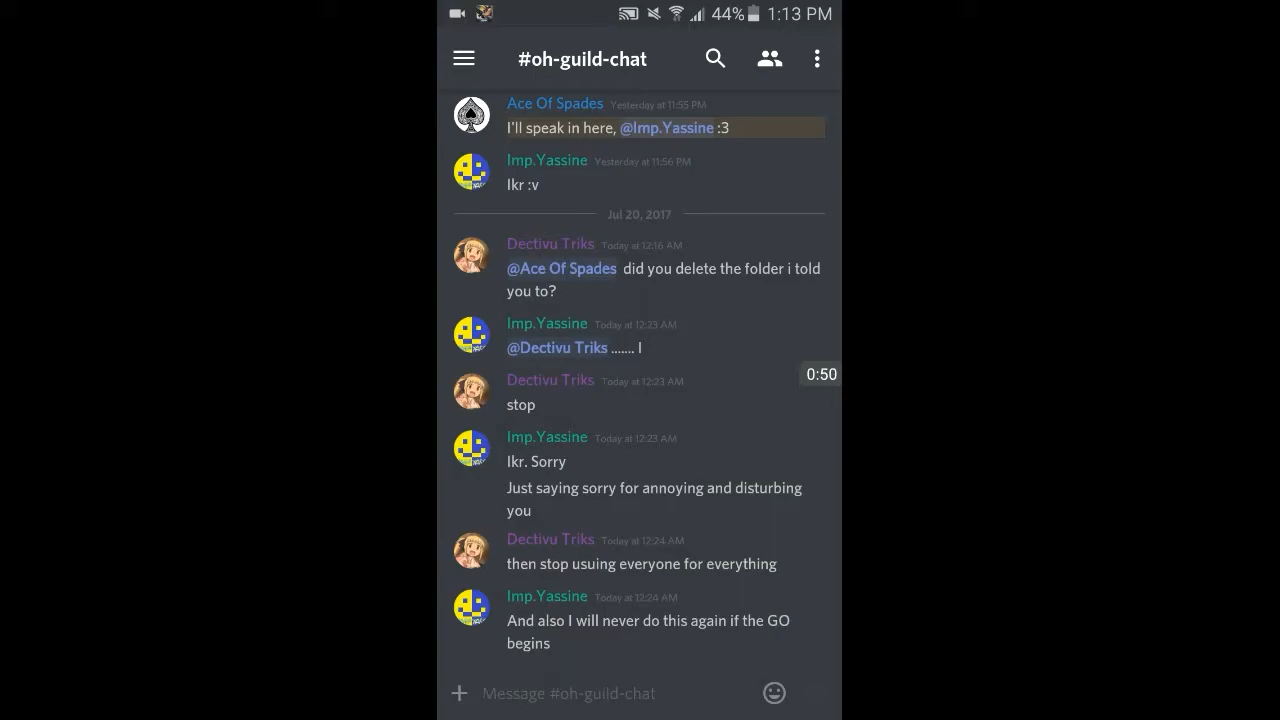 44% 1:13 PM
#oh-guild-chat
Ace Of Spades Yesterday at 11:55 PM
I'll speak in here, @Imp.Yassine :3
Imp.Yassine Yesterday at 11:56 PM
Ikr :v
Jul 20, 2017
Dectivu Triks Today at 12:16 AM
@Ace Of Spades did you delete the folder i told
you to?
Imp.Yassine Today at 12:23 AM
@Dectivu Triks ....... I
Dectivu Triks Today at 12:23 AM
0:50
stop
Imp.Yassine Today at 12:23 AM
Ikr. Sorry
Just saying sorry for annoying and disturbing
you
Dectivu Triks Today at 12:24 AM
then stop usuing everyone for everything
Imp.Yassine Today at 12:24 AM
And also I will never do this again if the GO
begins
Message #oh-guild-chat